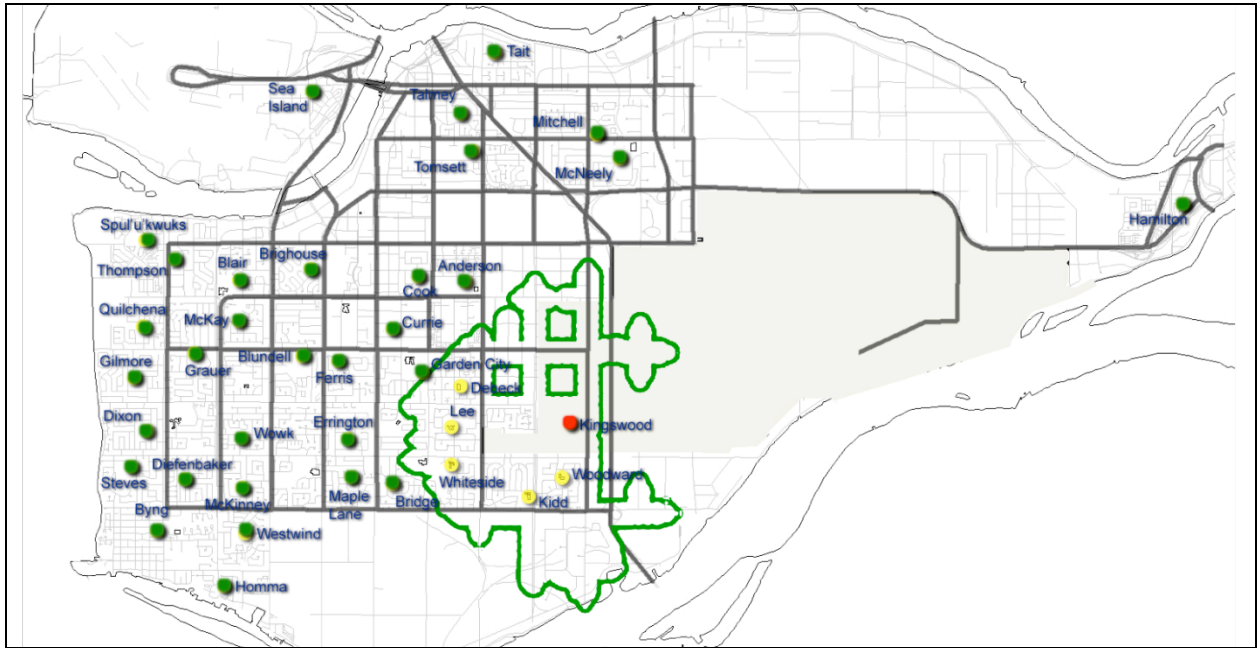 Tait
Sea
Island
Talmey
Mitchell
Tomsett
McNeely
Hamilton
Spul'u'kwuks
Thompson
Blair
Brighouse
Cook
Anderson
Quilchena
McKay
Currie
Gilmore
Grauer
Blundell
Ferris
Garden City
Debeck
Dixon
Wowk
Errington
Lee
Kingswood
Steves
Diefenbaker
McKinney
Maple
Lane
Bridge
Whiteside
Woodward
Kidd
Byng
Westwind
Homma